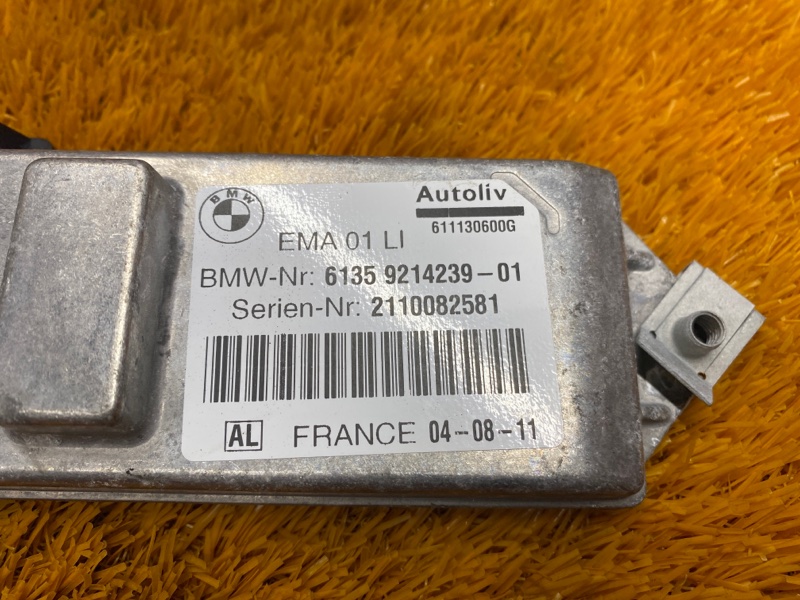 BMW
Autoliv
611130600G
EMA 01 LI
BMW-Nr: 6135 9214239-01
Serien-Nr: 2110082581
AL FRANCE 04-08-11